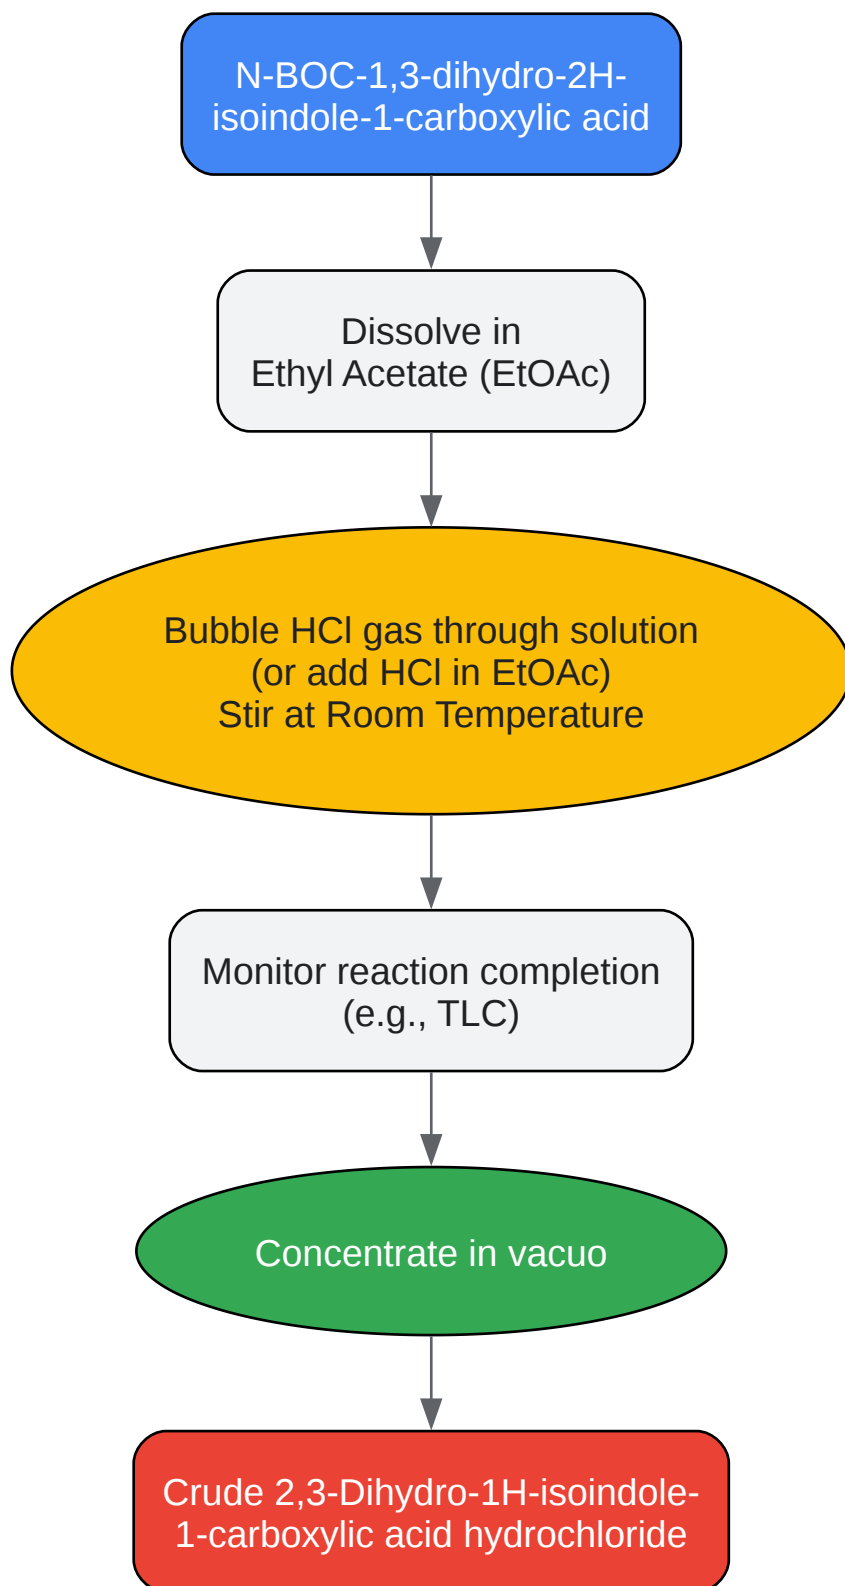 N-BOC-1,3-dihydro-2H-
isoindole-1-carboxylic acid
Dissolve in
Ethyl Acetate (EtOAc)
Bubble HCl gas through solution
(or add HCl in EtOAc)
Stir at Room Temperature
Monitor reaction completion
(e.g., TLC)
Concentrate in vacuo
Crude 2,3-Dihydro-1H-isoindole-
1-carboxylic acid hydrochloride